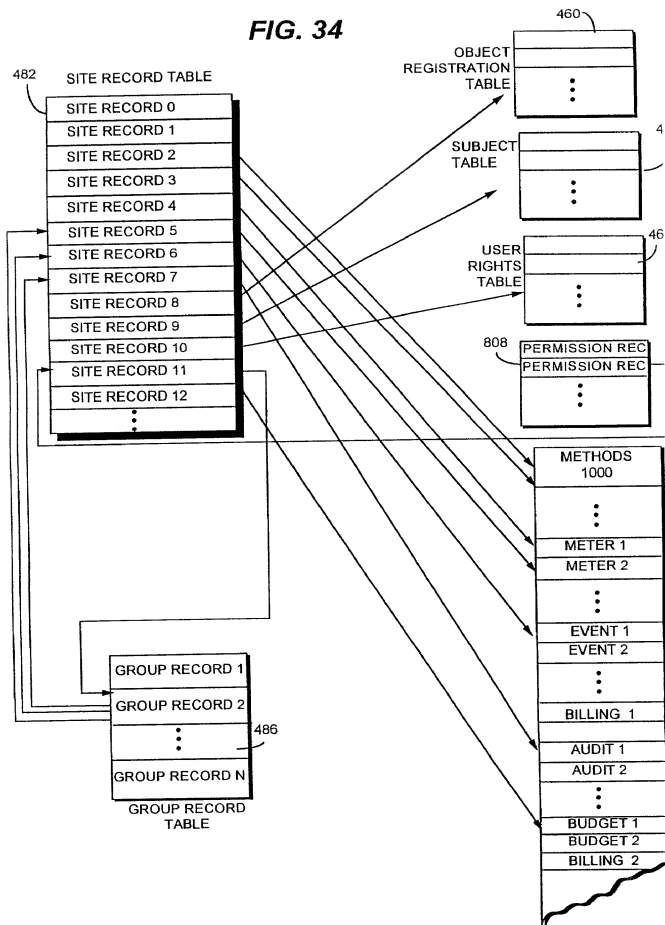 FIG. 34
482
SITE RECORD TABLE
SITE RECORD 0
SITE RECORD 1
SITE RECORD 2
SITE RECORD 3
SITE RECORD 4
SITE RECORD 5
SITE RECORD 6
SITE RECORD 7
SITE RECORD 8
SITE RECORD 9
SITE RECORD 10
SITE RECORD 11
SITE RECORD 12
460
OBJECT
REGISTRATION
TABLE
4
SUBJECT
TABLE
46
USER
RIGHTS
TABLE
808
PERMISSION REC
PERMISSION REC
METHODS
1000
METER 1
METER 2
EVENT 1
EVENT 2
BILLING 1
AUDIT 1
AUDIT 2
BUDGET 1
BUDGET 2
BILLING 2
GROUP RECORD 1
GROUP RECORD 2
486
GROUP RECORD N
GROUP RECORD
TABLE